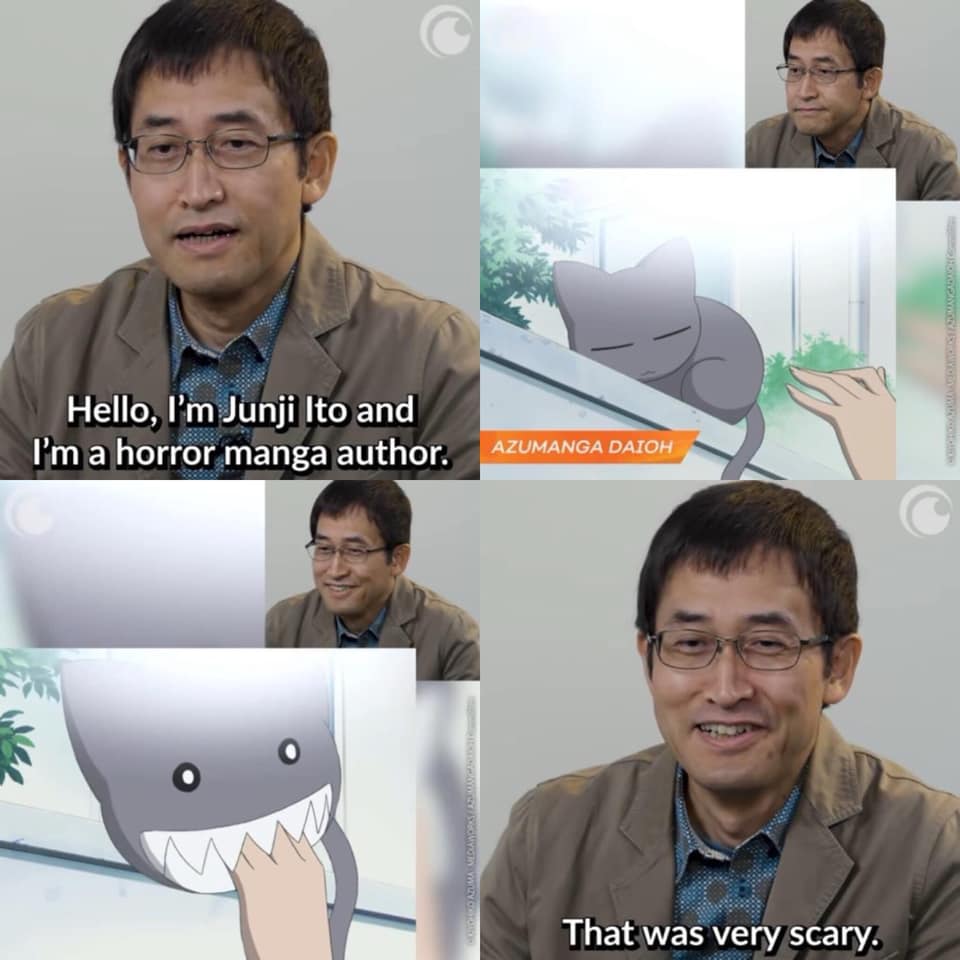 Hello, I'm Junji Ito and
I'm a horror manga author.
AZUMANGA DAIOH
That was very scary.